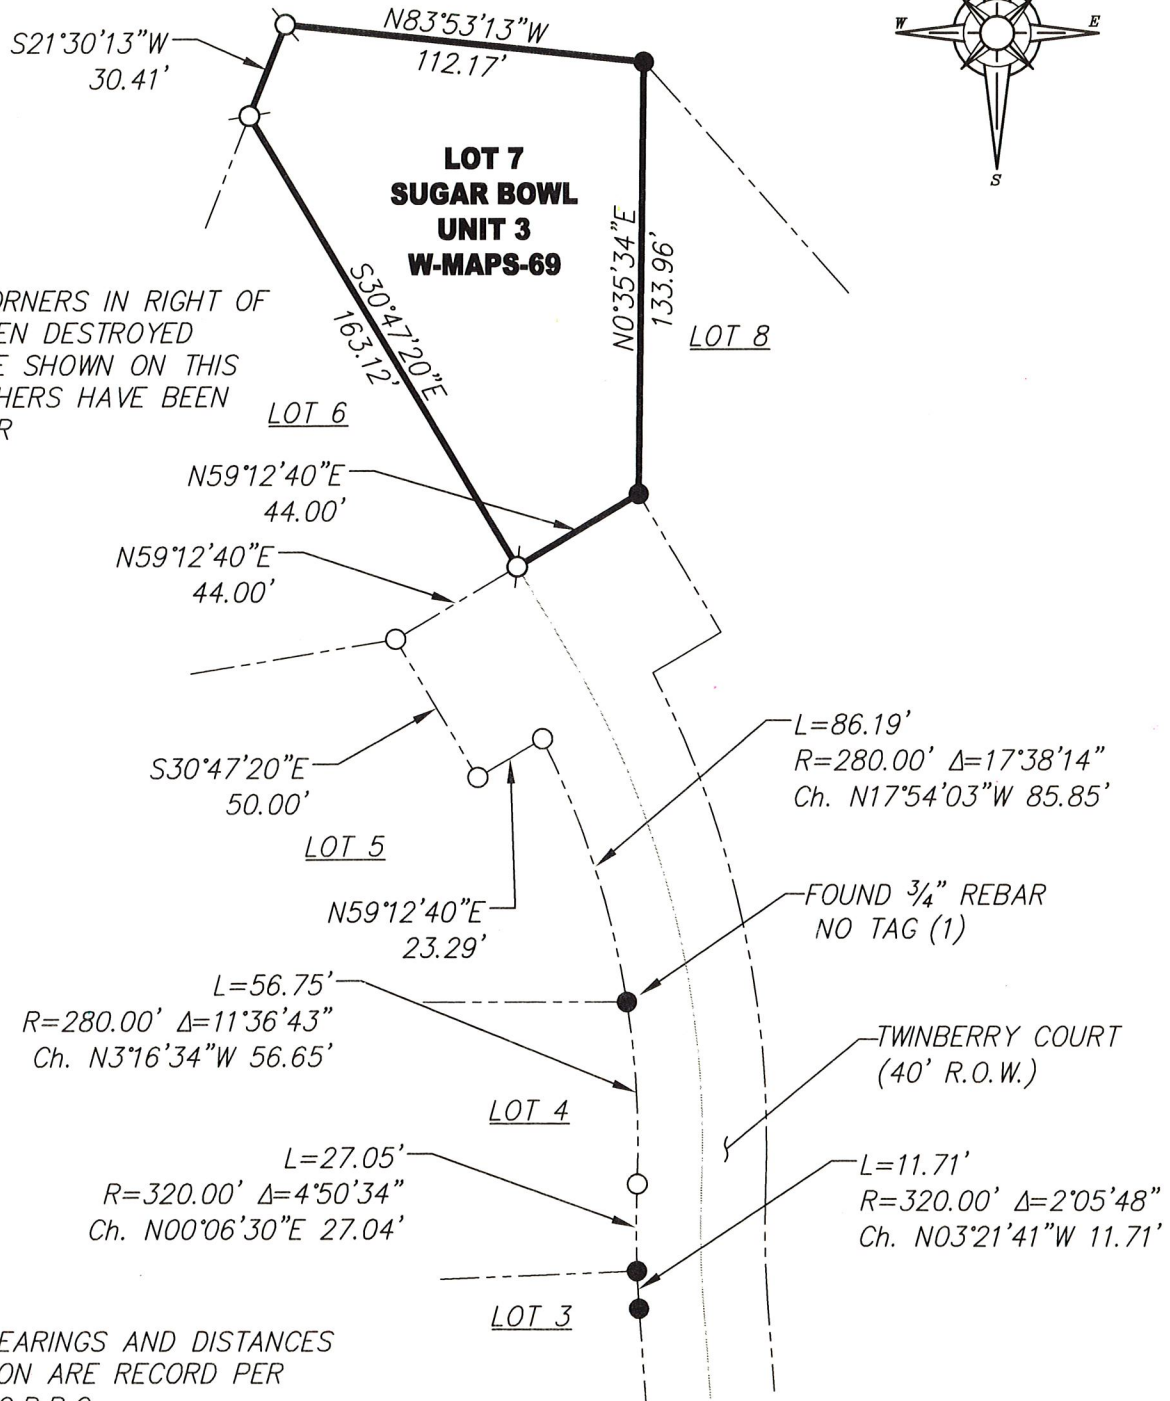 S21°30'13"W
30.41'
N83°53'13"W
112.17'
W
E
S
LOT 7
SUGAR BOWL
UNIT 3
W-MAPS-69
N0°35'34"E
133.96'
LOT 8
S30°47'20"E
163.12'
ORNERS IN RIGHT OF
EN DESTROYED
E SHOWN ON THIS
HERS HAVE BEEN
R
LOT 6
N59°12'40"E
44.00'
N59°12'40"E
44.00'
S30°47'20"E
50.00'
LOT 5
N59°12'40"E
23.29'
L=86.19'
R=280.00' Δ=17°38'14"
Ch. N17°54'03"W 85.85'
FOUND ¾" REBAR
NO TAG (1)
L=56.75'
R=280.00' Δ=11°36'43"
Ch. N3°16'34"W 56.65'
TWINBERRY COURT
(40' R.O.W.)
LOT 4
L=27.05'
R=320.00' Δ=4°50'34"
Ch. N00°06'30"E 27.04'
L=11.71'
R=320.00' Δ=2°05'48"
Ch. N03°21'41"W 11.71'
LOT 3
EARINGS AND DISTANCES
ON ARE RECORD PER